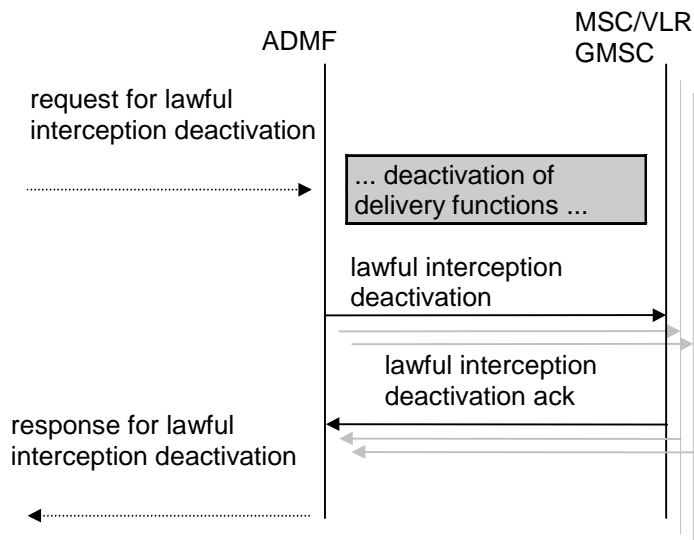 MSC/VLR
GMSC
ADMF
request for lawful
interception deactivation
... deactivation of
delivery functions ...
lawful interception
deactivation
lawful interception
deactivation ack
response for lawful
interception deactivation